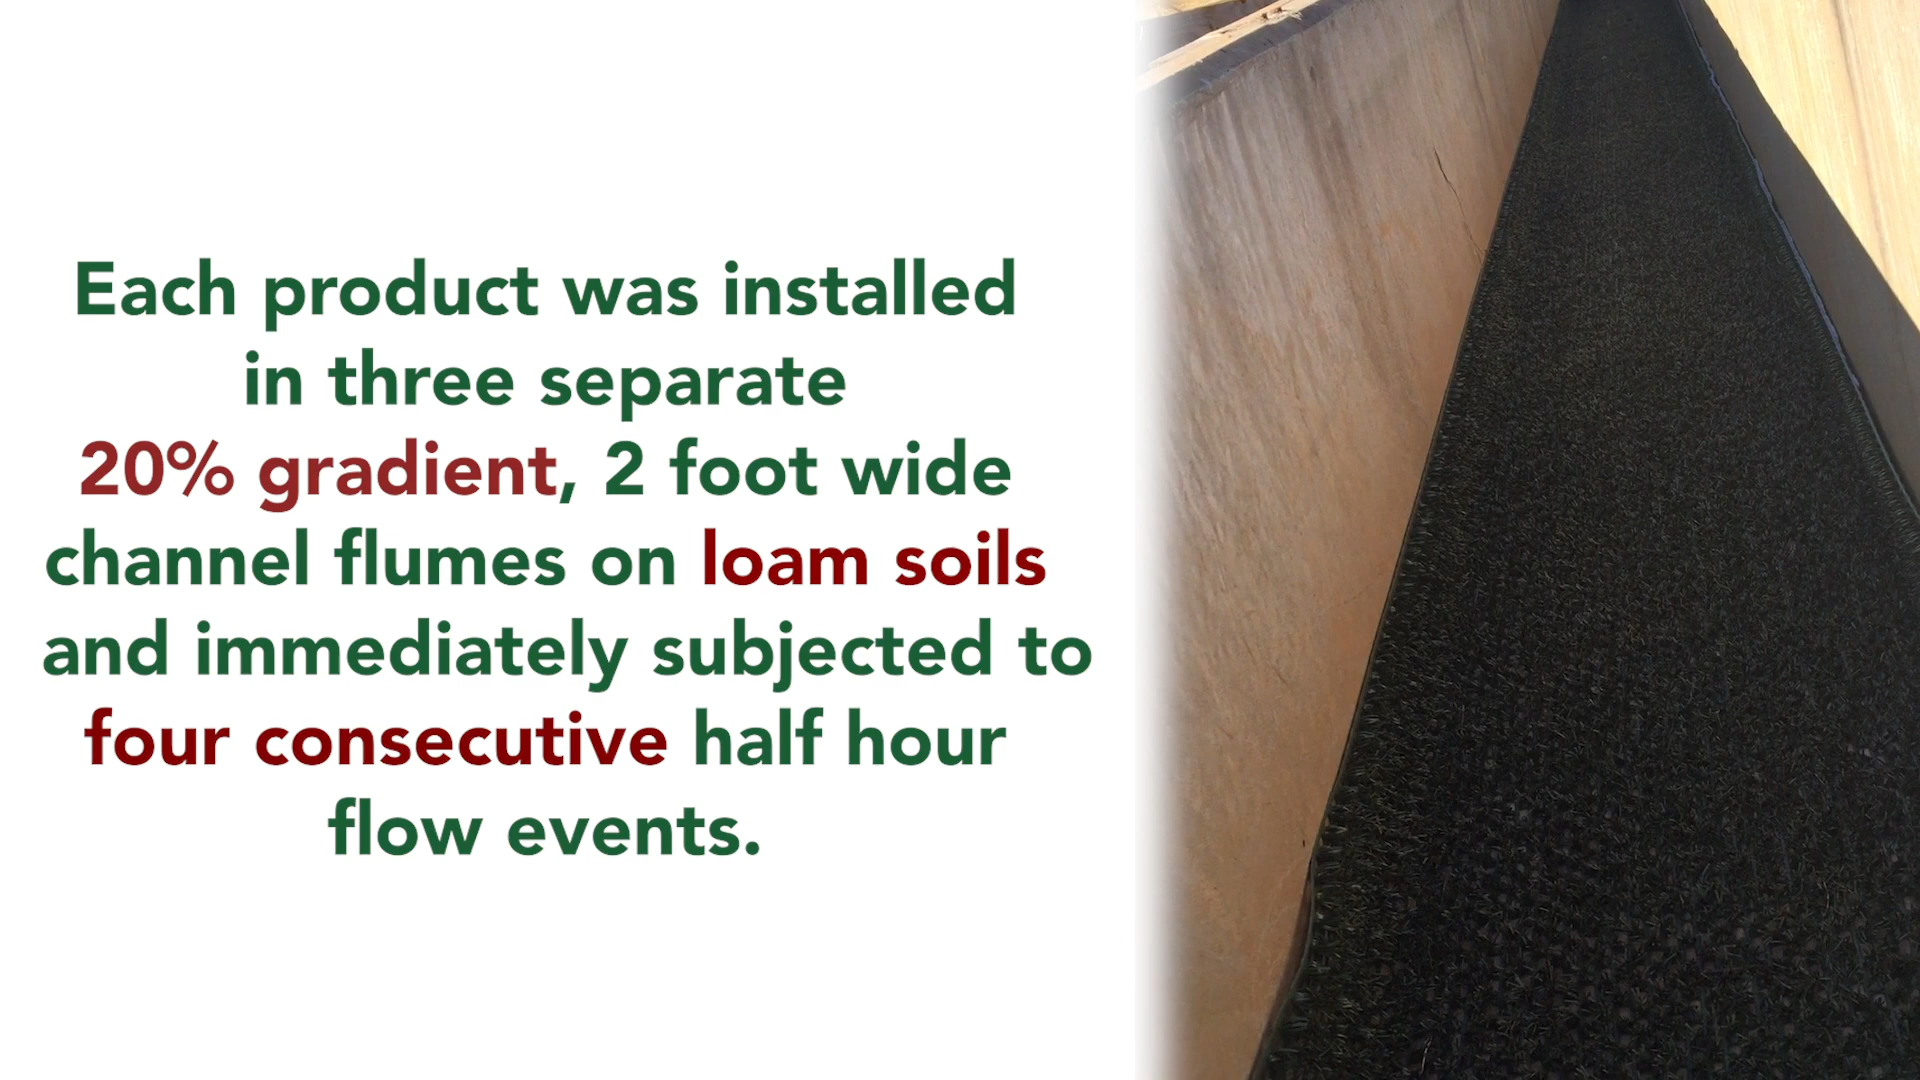 Each product was installed
in three separate
20% gradient, 2 foot wide
channel flumes on loam soils
and immediately subjected to
four consecutive half hour
flow events.